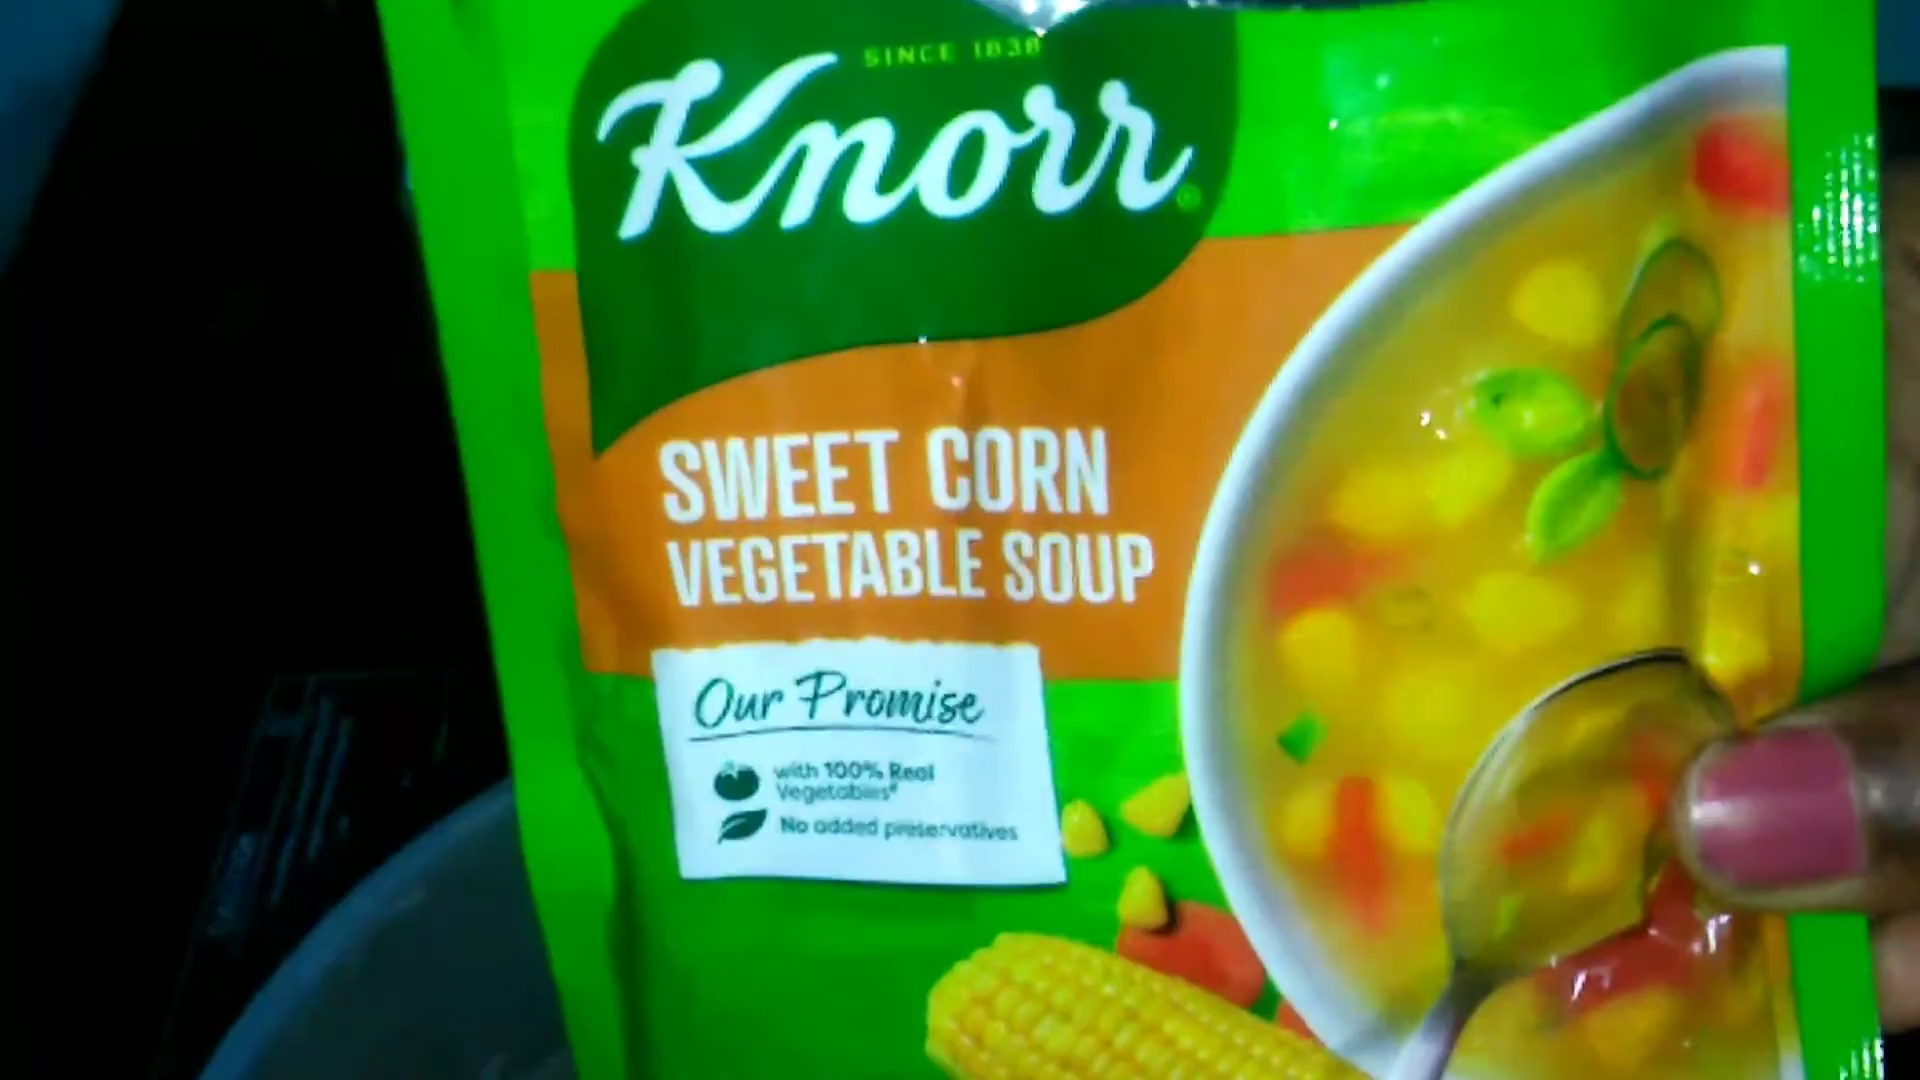 SINCE 1838
Knorr®
SWEET CORN
VEGETABLE SOUP
Our Promise
with 100% Real
Vegetables#
No added preservatives